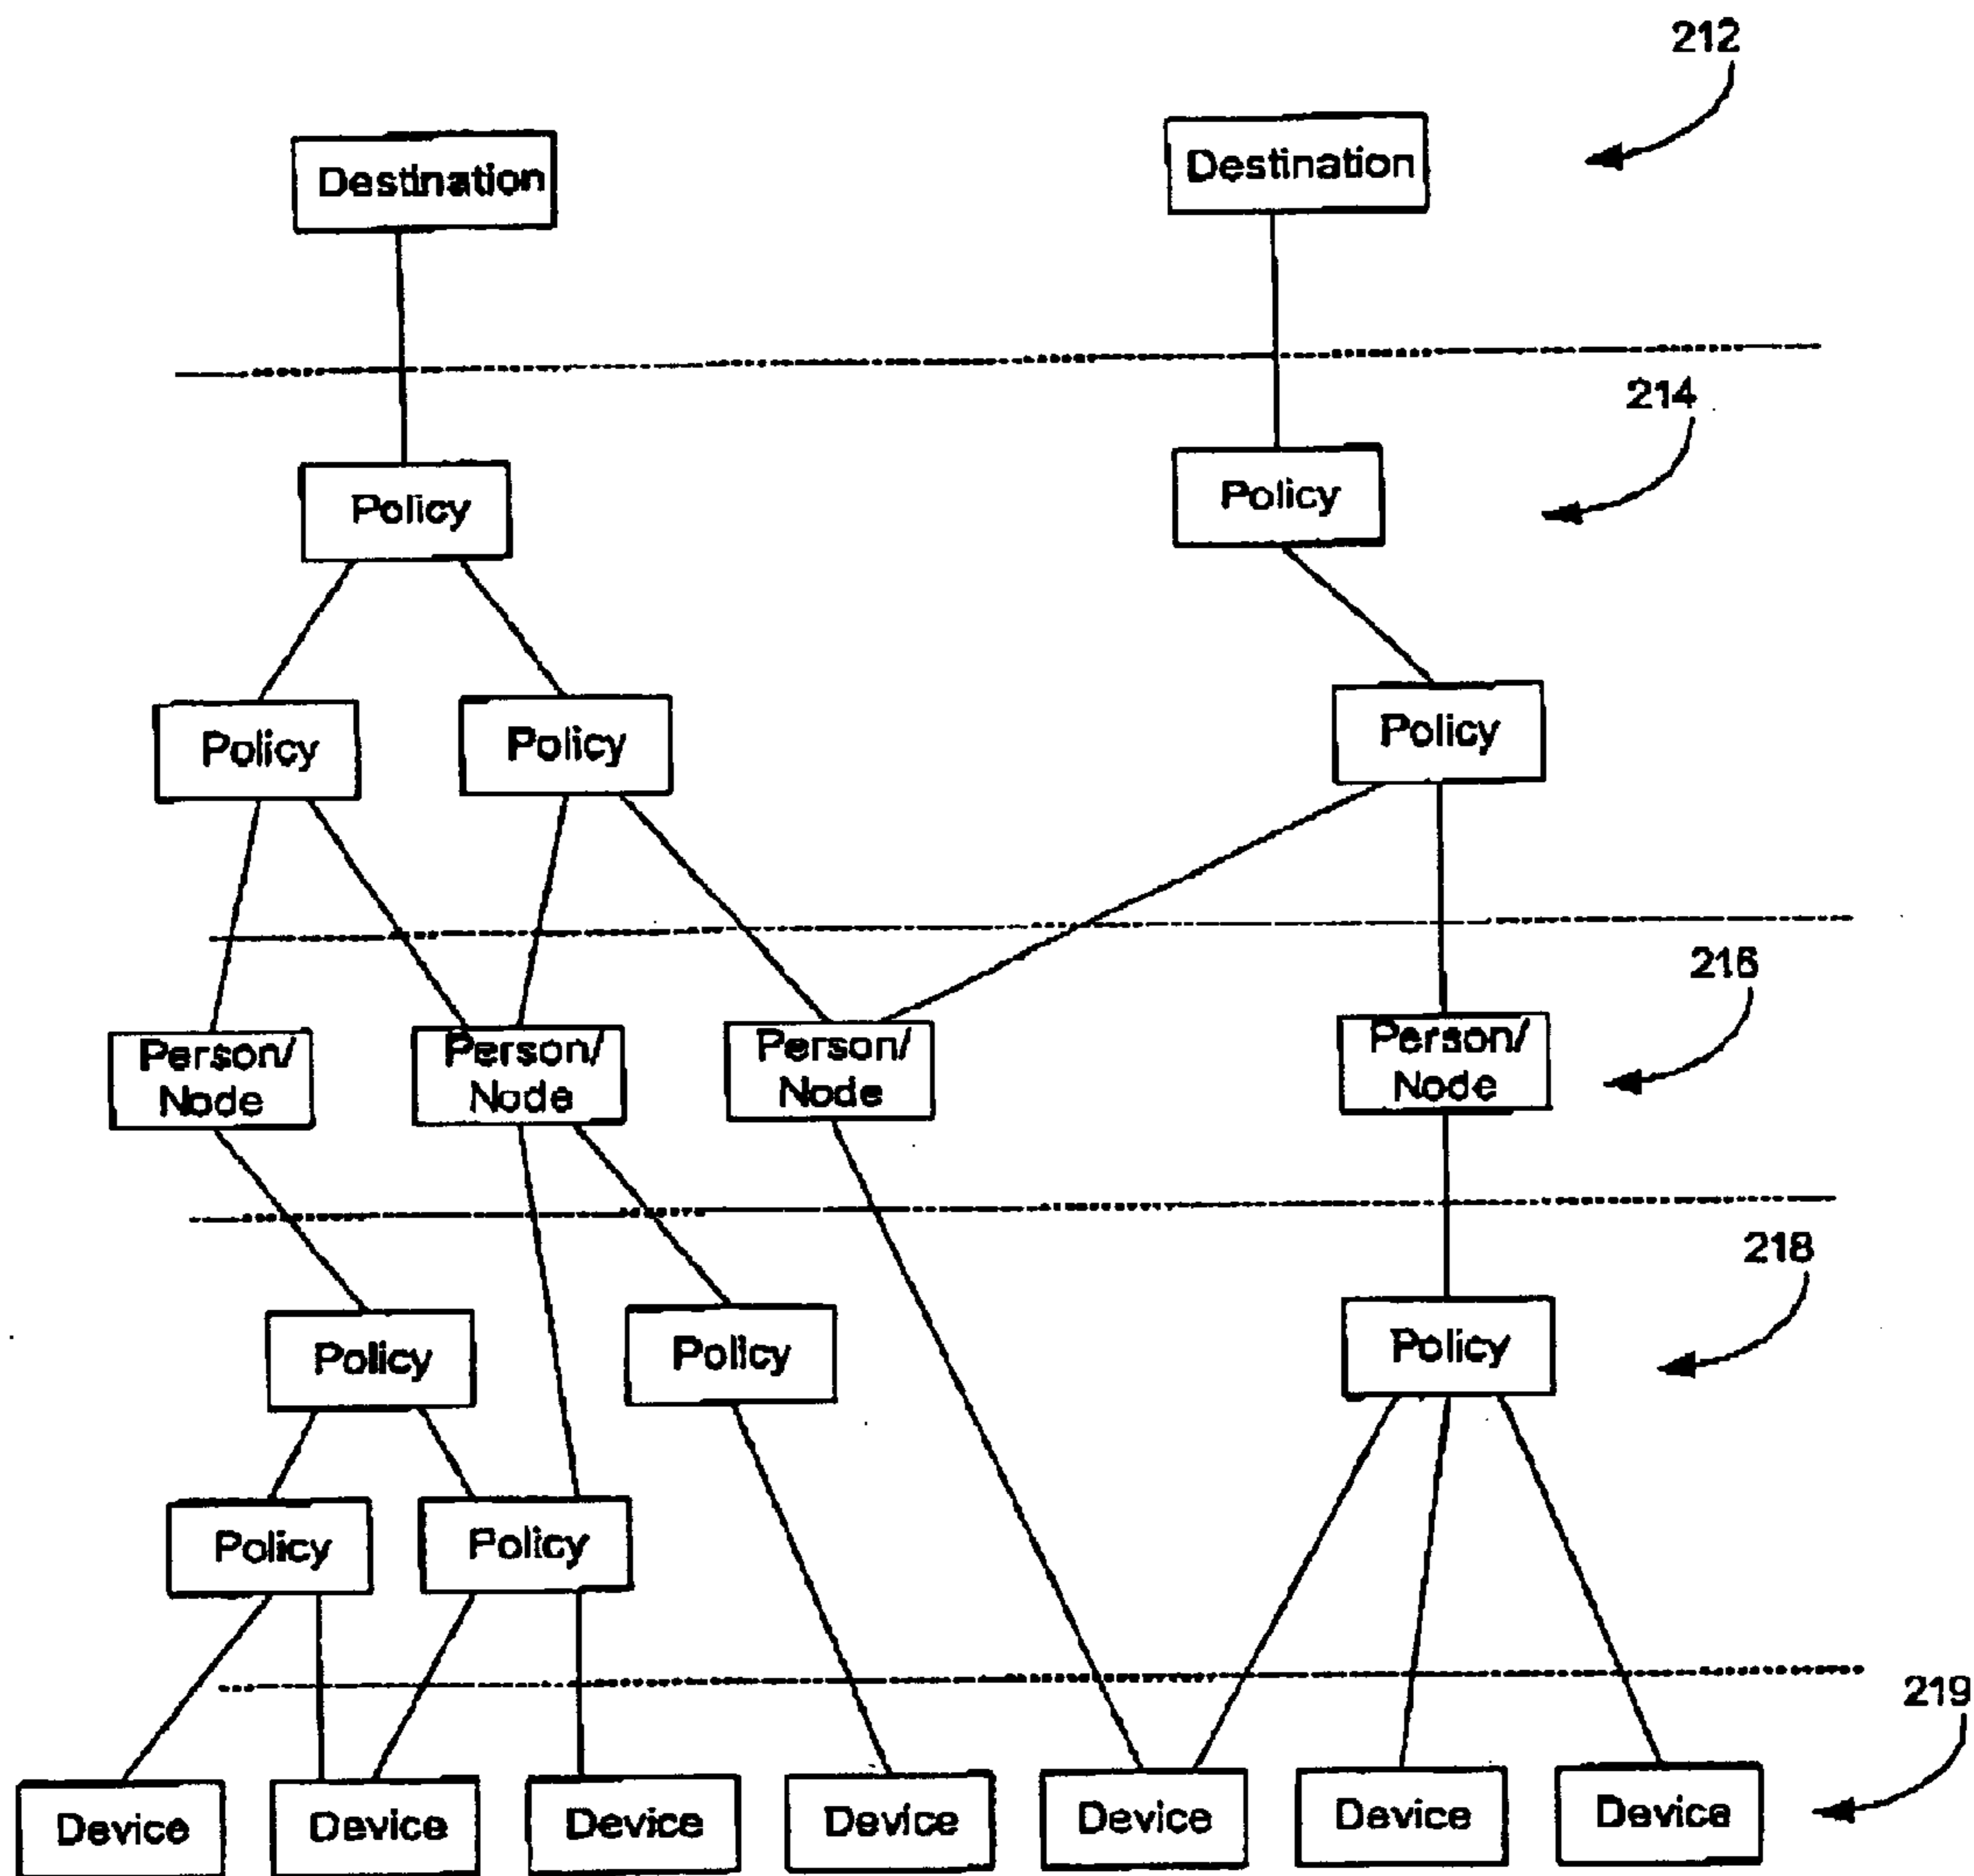 212
Destination
Destination
214
Policy
Policy
Policy
Policy
Policy
216
Person/
Node
Person/
Node
Person/
Node
Person/
Node
218
Policy
Policy
Policy
Policy
Policy
219
Device
Device
Device
Device
Device
Device
Device